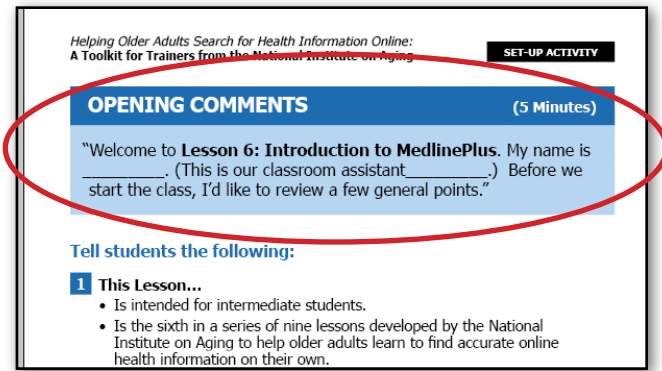 Helping Older Adults Search for Health Information Online:
A Toolkit for Trainers from the National Institute on Aging
SET-UP ACTIVITY
OPENING COMMENTS (5 Minutes)
“Welcome to Lesson 6: Introduction to MedlinePlus. My name is
_________. (This is our classroom assistant_________.) Before we
start the class, I’d like to review a few general points.”
Tell students the following:
1 This Lesson...
• Is intended for intermediate students.
• Is the sixth in a series of nine lessons developed by the National
Institute on Aging to help older adults learn to find accurate online
health information on their own.